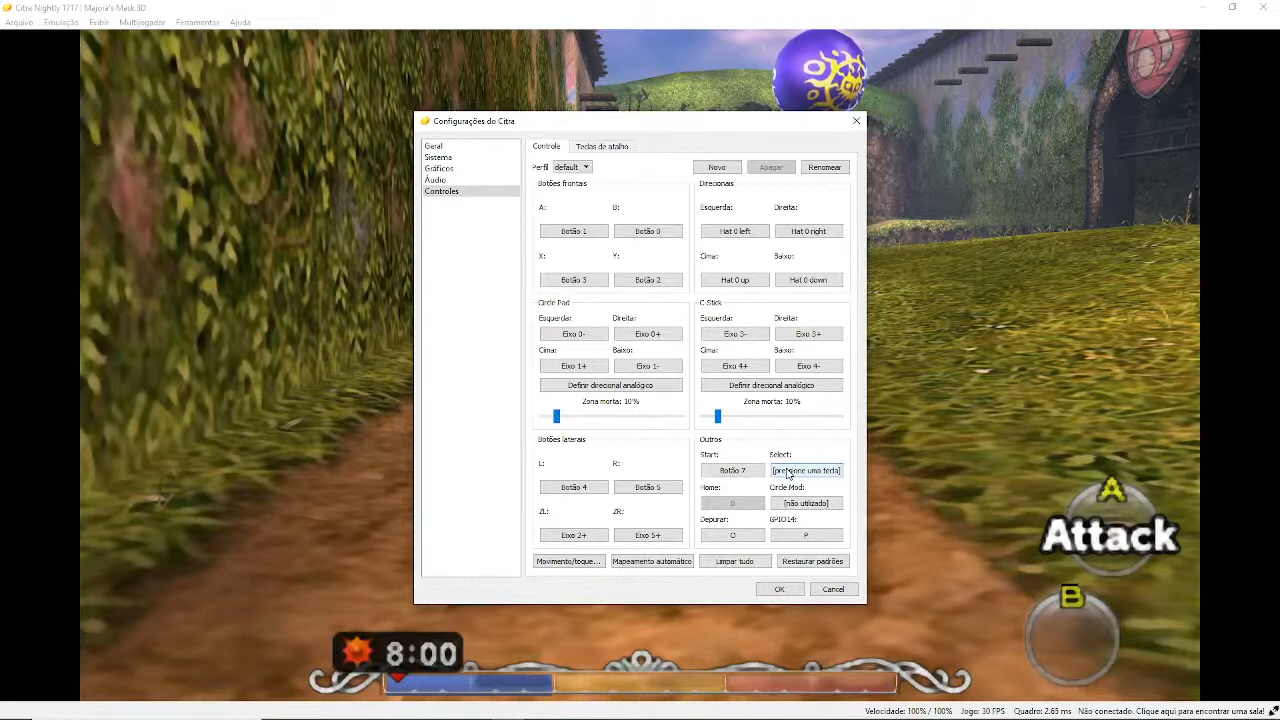 Citra Nightly 1717 | Majora's Mask 3D
Arquivo Emulação Exibir Multijogador Ferramentas Ajuda
Configurações do Citra
Geral
Sistema
Gráficos
Áudio
Controles
Controle Teclas de atalho
Perfil default Novo Apagar Renomear
Botões frontais
A: B:
Botão 1 Botão 0
X: Y:
Botão 3 Botão 2
Direcionais
Esquerda: Direita:
Hat 0 left Hat 0 right
Cima: Baixo:
Hat 0 up Hat 0 down
Circle Pad
Esquerda: Direita:
Eixo 0- Eixo 0+
Cima: Baixo:
Eixo 1+ Eixo 1-
Definir direcional analógico
Zona morta: 10%
C Stick
Esquerda: Direita:
Eixo 3- Eixo 3+
Cima: Baixo:
Eixo 4+ Eixo 4-
Definir direcional analógico
Zona morta: 10%
Botões laterais
L: R:
Botão 4 Botão 5
ZL: ZR:
Eixo 2+ Eixo 5+
Outros
Start: Select:
Botão 7 [pressione uma tecla]
Home: Circle Mod:
B [não utilizado]
Depurar: GPIO14:
O P
Movimento/toque... Mapeamento automático Limpar tudo Restaurar padrões
OK Cancel
A
Attack
B
8:00
Velocidade: 100% / 100% Jogo: 30 FPS Quadro: 2.65 ms Não conectado. Clique aqui para encontrar uma sala!